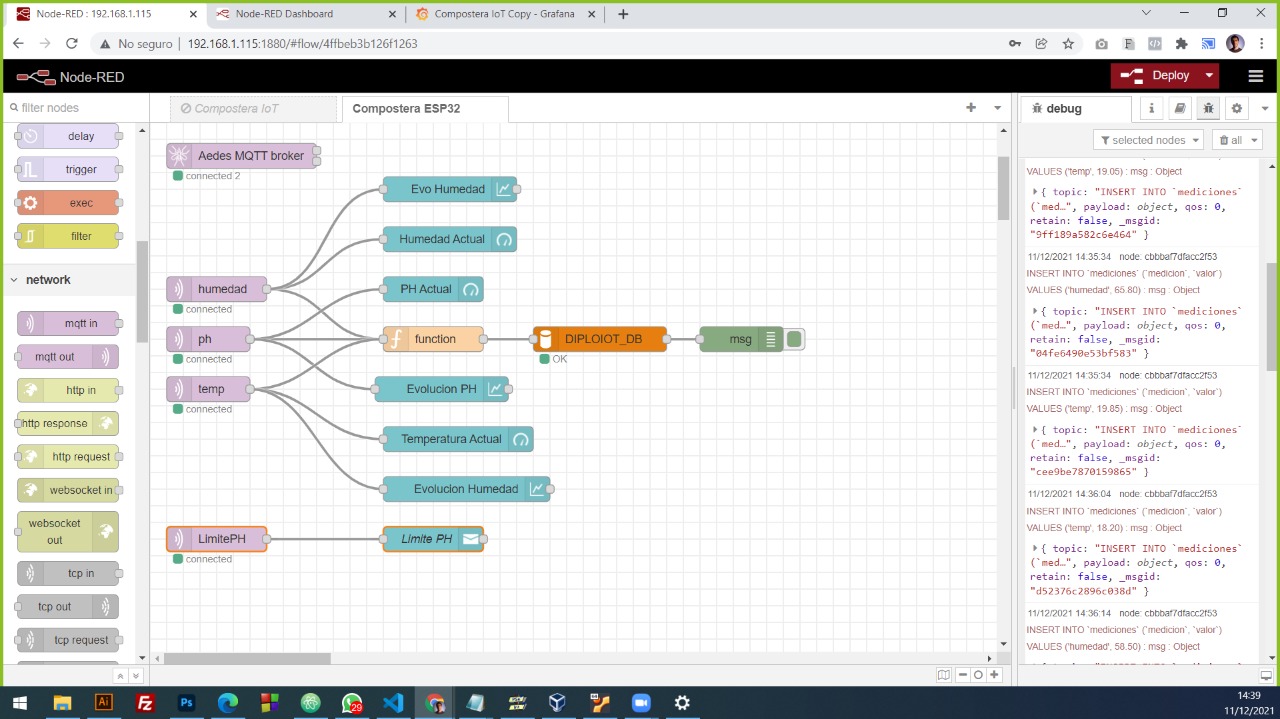 Node-RED : 192.168.1.115
Node-RED Dashboard
Compostera IoT Copy - Grafana
No seguro
192.168.1.115:1880/#flow/4ffbeb3b126f1263
Node-RED
Deploy
filter nodes
Compostera IoT
Compostera ESP32
debug
i
selected nodes
all
delay
trigger
exec
filter
network
mqtt in
mqtt out
http in
http response
http request
websocket in
websocket
out
tcp in
tcp out
tcp request
Aedes MQTT broker
connected 2
Evo Humedad
Humedad Actual
humedad
connected
PH Actual
ph
connected
function
DIPLOIOT_DB
OK
msg
temp
connected
Evolucion PH
Temperatura Actual
Evolucion Humedad
LimitePH
connected
Limite PH
VALUES ('temp', 19.05) : msg : Object
{ topic: "INSERT INTO `mediciones`
(`med…", payload: object, qos: 0,
retain: false, _msgid:
"9ff189a582c6e464" }
11/12/2021 14:35:34 node: cbbbaf7dfacc2f53
INSERT INTO `mediciones` (`medicion`, `valor`)
VALUES ('humedad', 65.80) : msg : Object
{ topic: "INSERT INTO `mediciones`
(`med…", payload: object, qos: 0,
retain: false, _msgid:
"04fe6490e53bf583" }
11/12/2021 14:35:34 node: cbbbaf7dfacc2f53
INSERT INTO `mediciones` (`medicion`, `valor`)
VALUES ('temp', 19.85) : msg : Object
{ topic: "INSERT INTO `mediciones`
(`med…", payload: object, qos: 0,
retain: false, _msgid:
"cee9be7870159865" }
11/12/2021 14:36:04 node: cbbbaf7dfacc2f53
INSERT INTO `mediciones` (`medicion`, `valor`)
VALUES ('temp', 18.20) : msg : Object
{ topic: "INSERT INTO `mediciones`
(`med…", payload: object, qos: 0,
retain: false, _msgid:
"d52376c2896c038d" }
11/12/2021 14:36:14 node: cbbbaf7dfacc2f53
INSERT INTO `mediciones` (`medicion`, `valor`)
VALUES ('humedad', 58.50) : msg : Object
Ai
Fz
Ps
29
14:39
11/12/2021